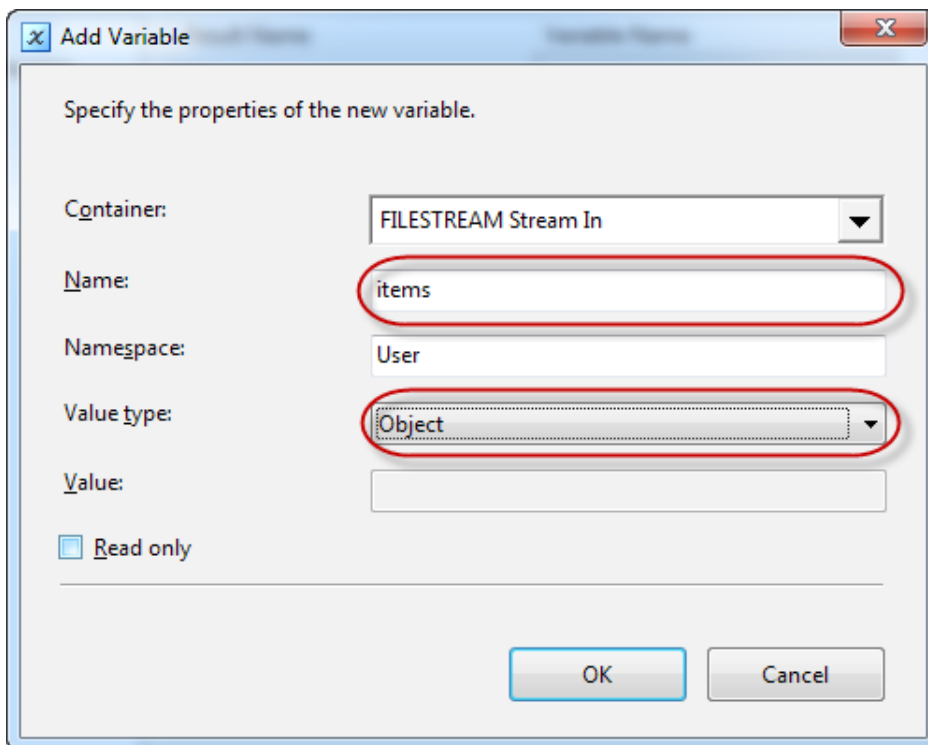 Add Variable
Specify the properties of the new variable.
Container: FILESTREAM Stream In
Name: items
Namespace: User
Value type: Object
Value:
Read only
OK Cancel